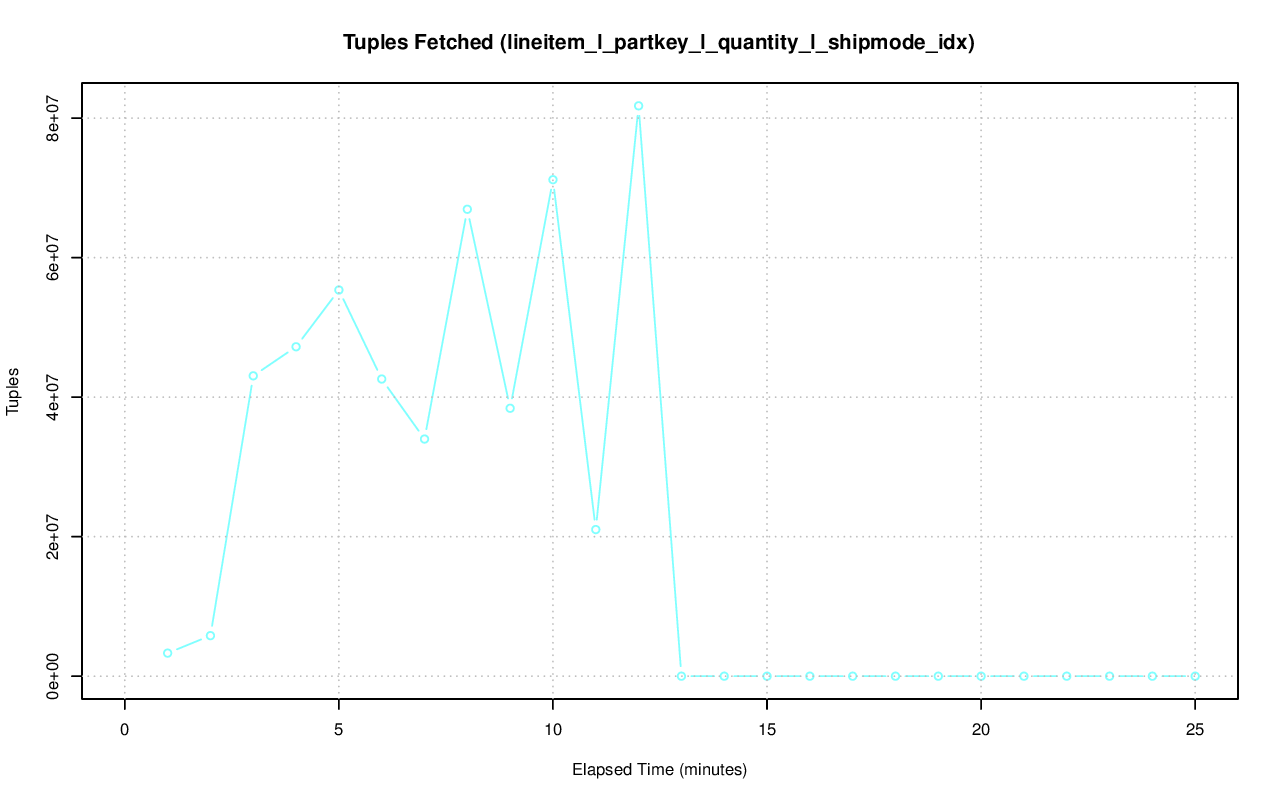 Tuples Fetched (lineitem_l_partkey_l_quantity_l_shipmode_idx)
8e+07
6e+07
4e+07
2e+07
0e+00
Tuples
0 5 10 15 20 25
Elapsed Time (minutes)